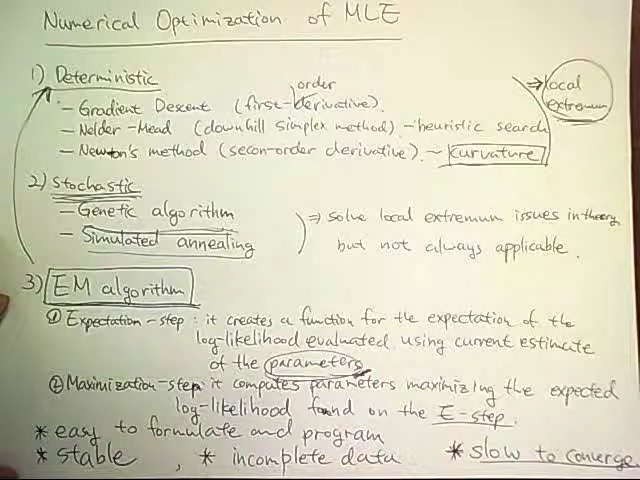 Numerical Optimization of MLE
1) Deterministic
order
- Gradient Descent (first-derivative).
⇒ local extremum
- Nelder-Mead (downhill simplex method) - heuristic search
- Newton's method (secon-order derivative) ~ curvature
2) Stochastic
- Genetic algorithm
- Simulated annealing
⇒ solve local extremum issues in theory
but not always applicable.
3) EM algorithm
① Expectation-step: it creates a function for the expectation of the
log-likelihood evaluated using current estimate
of the parameters
② Maximization-step: it computes parameters maximizing the expected
log-likelihood found on the E-step.
* easy to formulate and program
* stable , * incomplete data * slow to converge